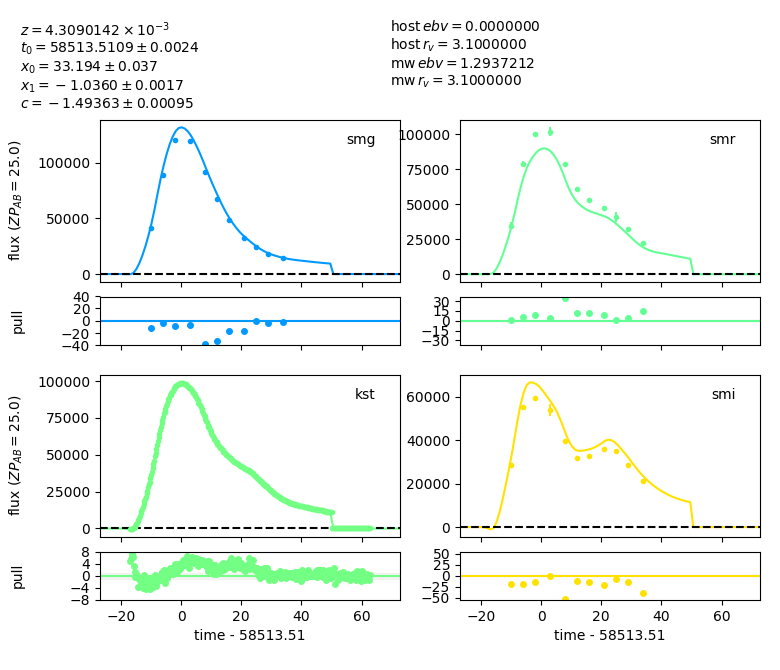 z = 4.3090142 × 10⁻³
t₀ = 58513.5109 ± 0.0024
x₀ = 33.194 ± 0.037
x₁ = −1.0360 ± 0.0017
c = −1.49363 ± 0.00095
host ebv = 0.0000000
host r_v = 3.1000000
mw ebv = 1.2937212
mw r_v = 3.1000000
flux (ZP_AB = 25.0)
100000
50000
0
smg
100000
75000
50000
25000
0
smr
pull
40
20
0
−20
−40
30
15
0
−15
−30
flux (ZP_AB = 25.0)
100000
75000
50000
25000
0
kst
60000
40000
20000
0
smi
pull
8
4
0
−4
−8
50
25
0
−25
−50
−20 0 20 40 60
time - 58513.51
−20 0 20 40 60
time - 58513.51